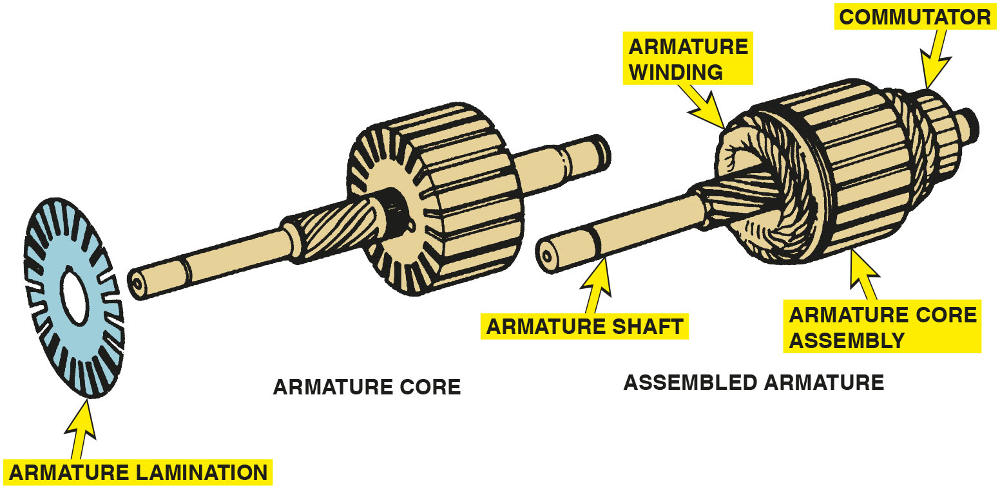 COMMUTATOR
ARMATURE
WINDING
ARMATURE SHAFT
ARMATURE CORE
ASSEMBLY
ARMATURE CORE
ASSEMBLED ARMATURE
ARMATURE LAMINATION